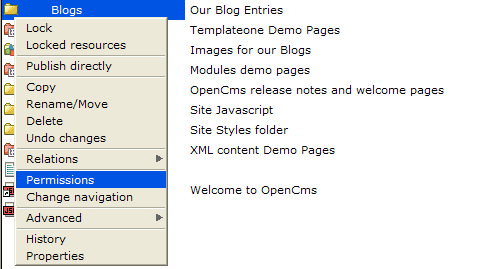 Blogs Our Blog Entries
Lock Templateone Demo Pages
Locked resources Images for our Blogs
Publish directly Modules demo pages
Copy OpenCms release notes and welcome pages
Rename/Move Site Javascript
Delete Site Styles folder
Undo changes XML content Demo Pages
Relations
Permissions Welcome to OpenCms
Change navigation
Advanced
History
Properties